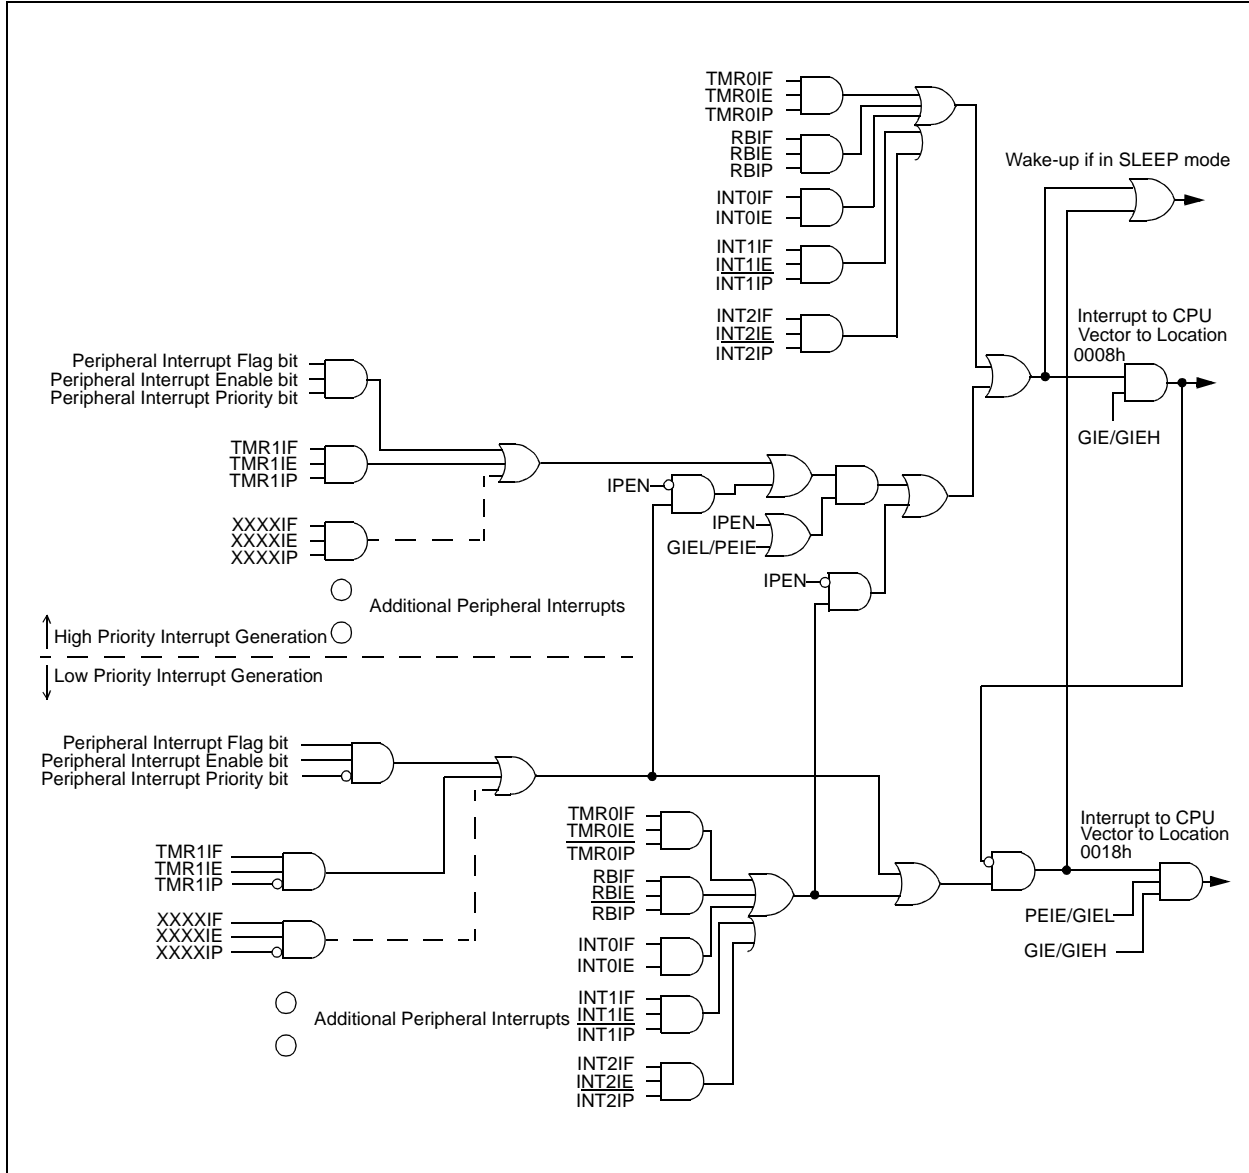 TMR0IF
TMR0IE
TMR0IP
RBIF
RBIE
RBIP
INT0IF
INT0IE
INT1IF
INT1IE
INT1IP
INT2IF
INT2IE
INT2IP
Wake-up if in SLEEP mode
Interrupt to CPU
Vector to Location
0008h
GIE/GIEH
Peripheral Interrupt Flag bit
Peripheral Interrupt Enable bit
Peripheral Interrupt Priority bit
TMR1IF
TMR1IE
TMR1IP
XXXXIF
XXXXIE
XXXXIP
IPEN
IPEN
GIEL/PEIE
IPEN
Additional Peripheral Interrupts
High Priority Interrupt Generation
Low Priority Interrupt Generation
Peripheral Interrupt Flag bit
Peripheral Interrupt Enable bit
Peripheral Interrupt Priority bit
TMR1IF
TMR1IE
TMR1IP
XXXXIF
XXXXIE
XXXXIP
Additional Peripheral Interrupts
TMR0IF
TMR0IE
TMR0IP
RBIF
RBIE
RBIP
INT0IF
INT0IE
INT1IF
INT1IE
INT1IP
INT2IF
INT2IE
INT2IP
Interrupt to CPU
Vector to Location
0018h
PEIE/GIEL
GIE/GIEH